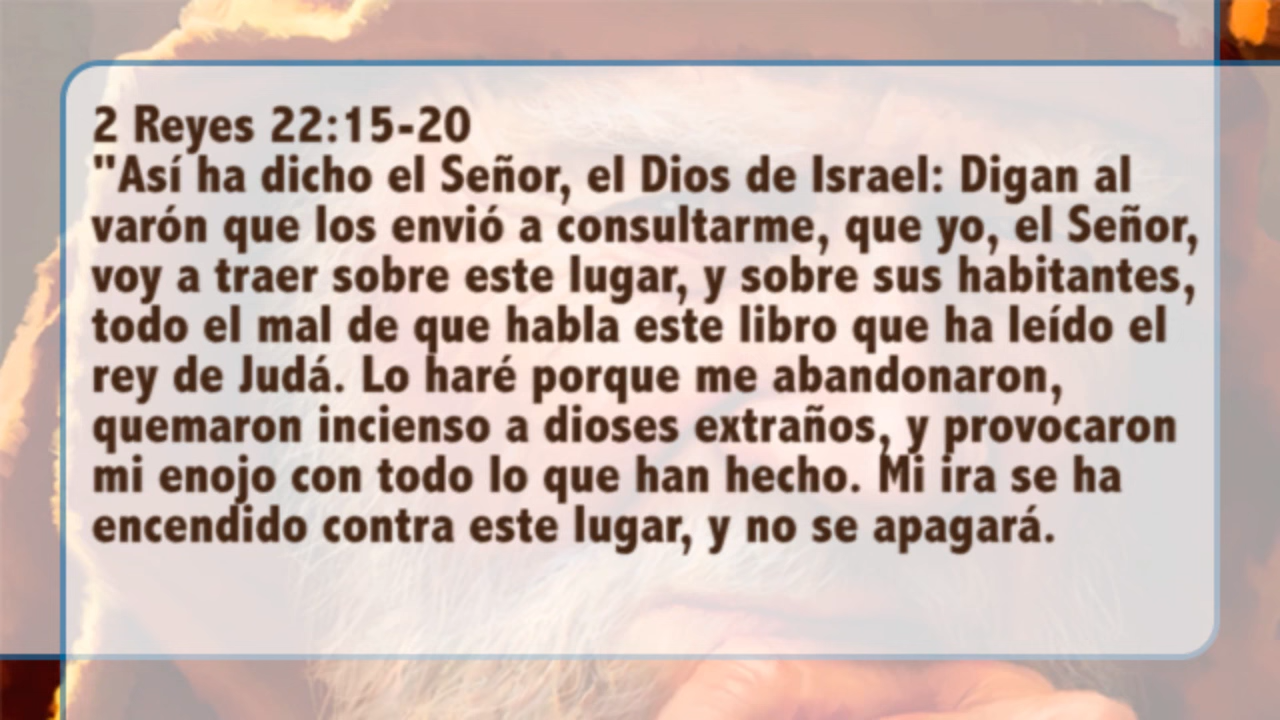 2 Reyes 22:15-20
"Así ha dicho el Señor, el Dios de Israel: Digan al
varón que los envió a consultarme, que yo, el Señor,
voy a traer sobre este lugar, y sobre sus habitantes,
todo el mal de que habla este libro que ha leído el
rey de Judá. Lo haré porque me abandonaron,
quemaron incienso a dioses extraños, y provocaron
mi enojo con todo lo que han hecho. Mi ira se ha
encendido contra este lugar, y no se apagará.